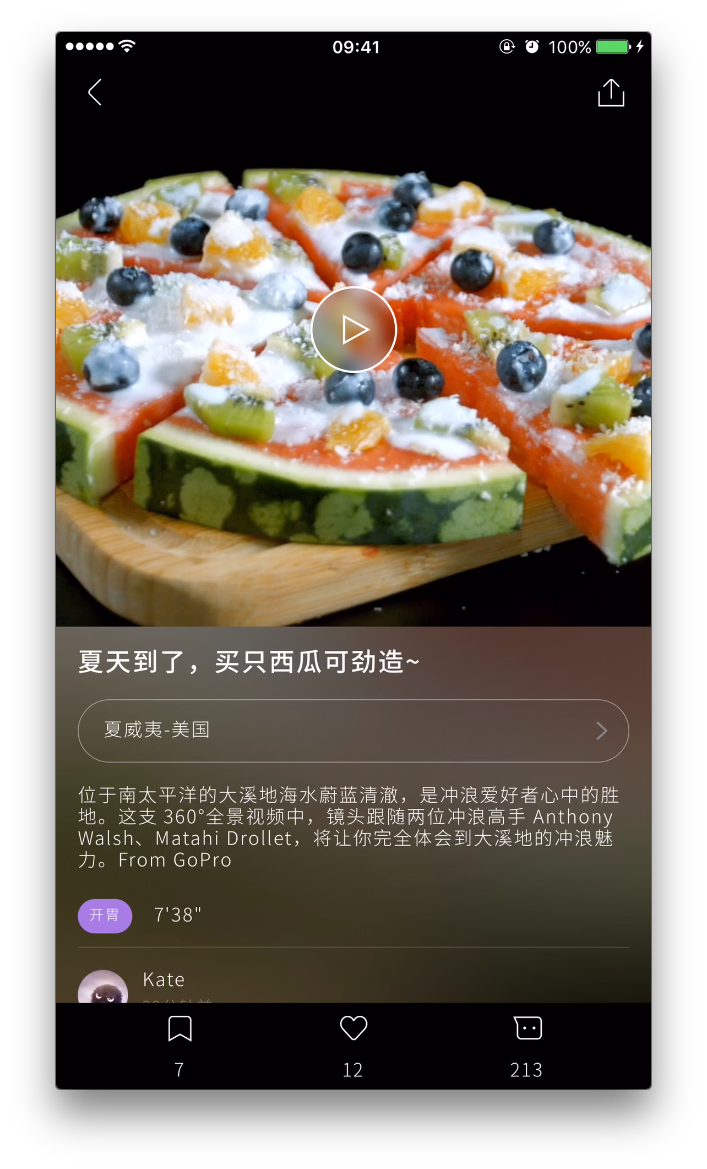 09:41
100%
夏天到了，买只西瓜可劲造~
夏威夷-美国
位于南太平洋的大溪地海水蔚蓝清澈，是冲浪爱好者心中的胜
地。这支 360°全景视频中，镜头跟随两位冲浪高手 Anthony
Walsh、Matahi Drollet，将让你完全体会到大溪地的冲浪魅
力。From GoPro
开胃 7'38"
Kate
7 12 213